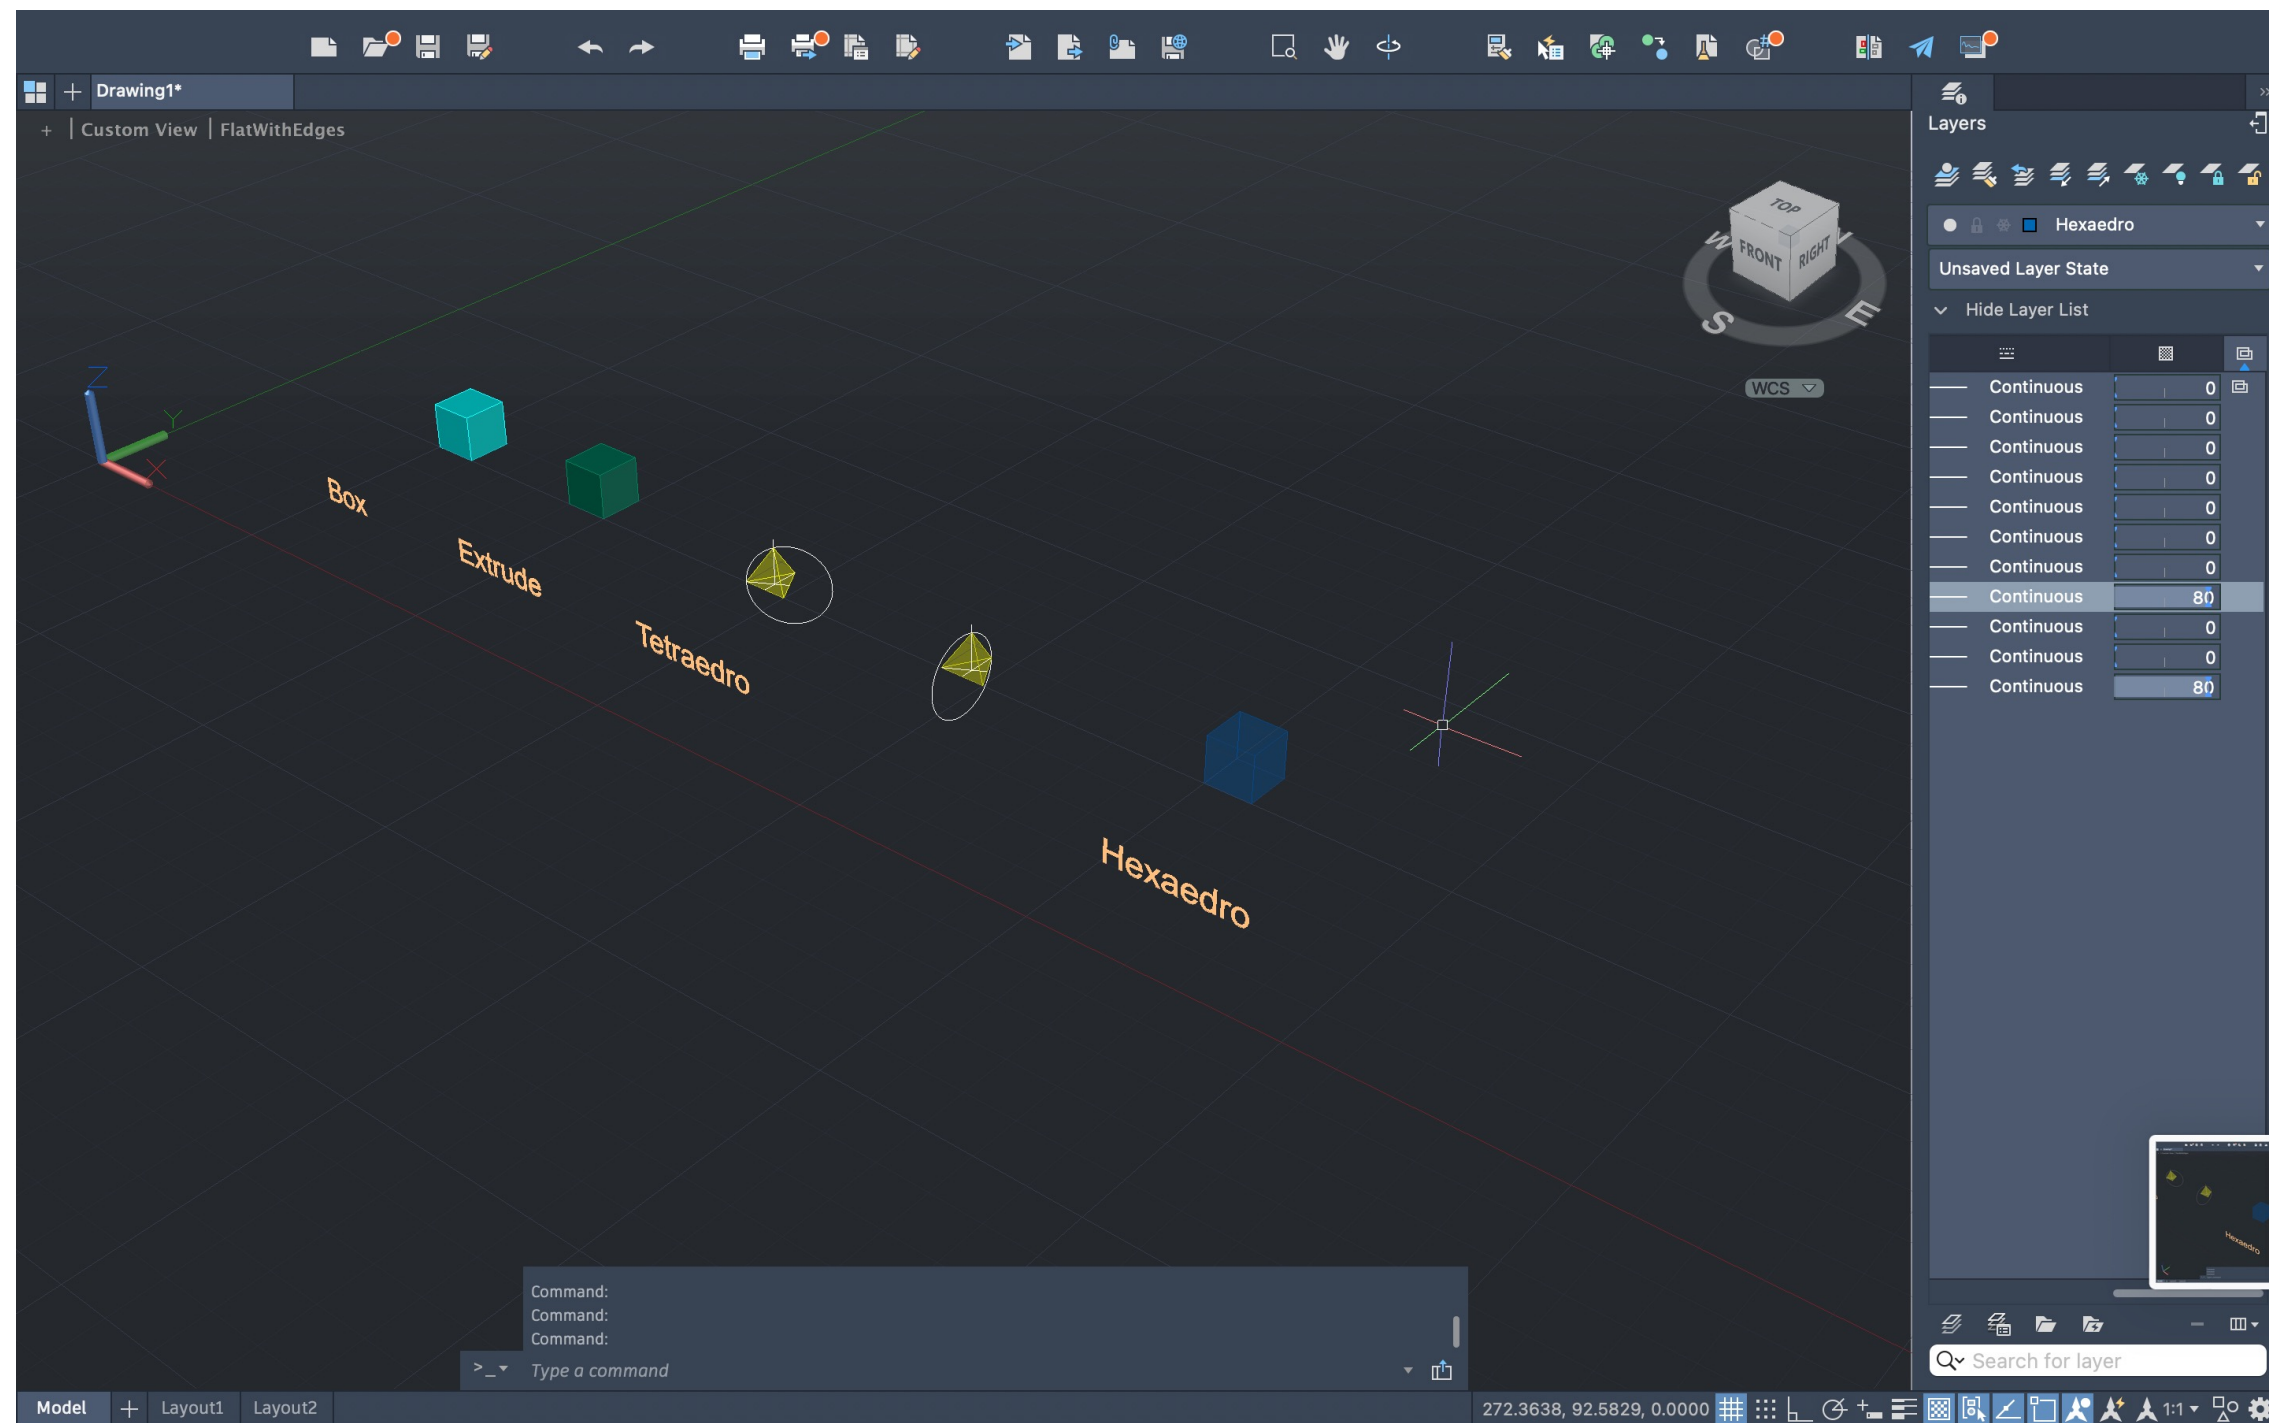 Drawing1*
+ | Custom View | FlatWithEdges
Layers
TOP
FRONT
RIGHT
W
S
E
WCS
Hexaedro
Unsaved Layer State
Hide Layer List
Z
Y
X
Continuous 0
Continuous 0
Continuous 0
Continuous 0
Continuous 0
Continuous 0
Continuous 0
Continuous 80
Continuous 0
Continuous 0
Continuous 80
Box
Extrude
Tetraedro
Hexaedro
Hexaedro
Command:
Command:
Command:
>_ Type a command
Search for layer
Model + Layout1 Layout2
272.3638, 92.5829, 0.0000
1:1